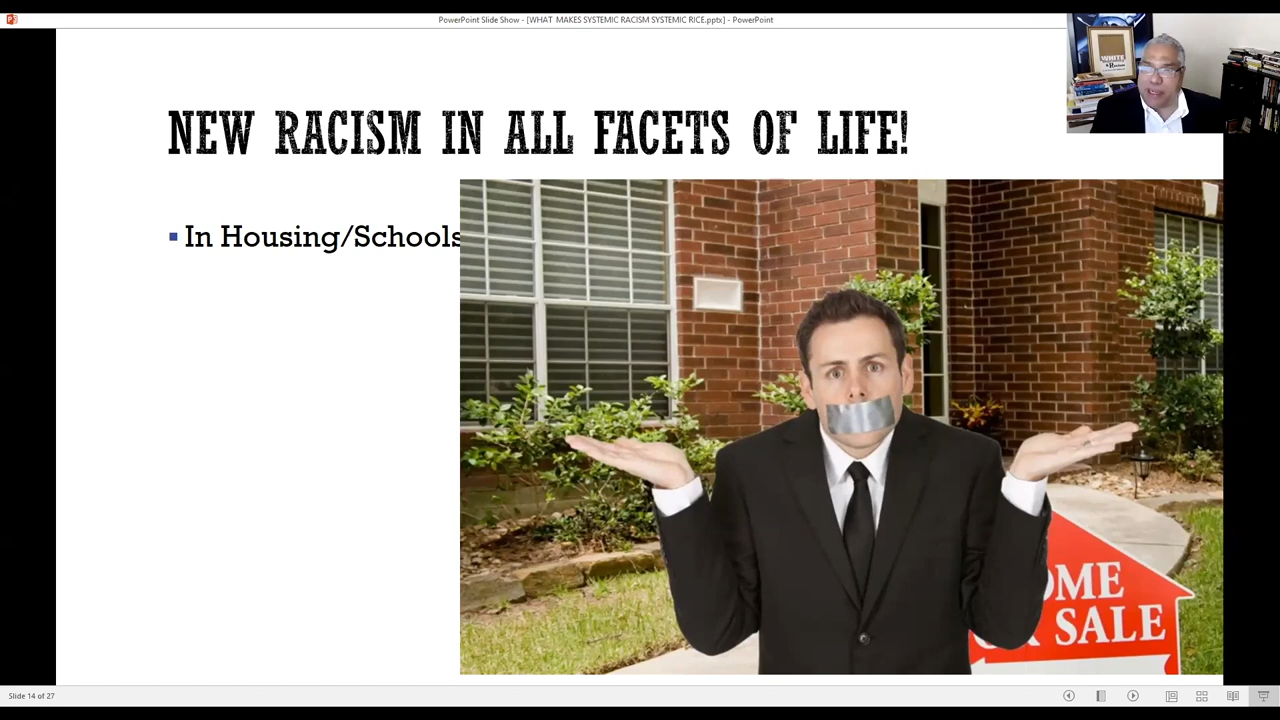 PowerPoint Slide Show - [WHAT MAKES SYSTEMIC RACISM SYSTEMIC RICE.pptx] - PowerPoint
WHITE
NEW RACISM IN ALL FACETS OF LIFE!
▪ In Housing/Schools
OME
R SALE
Slide 14 of 27